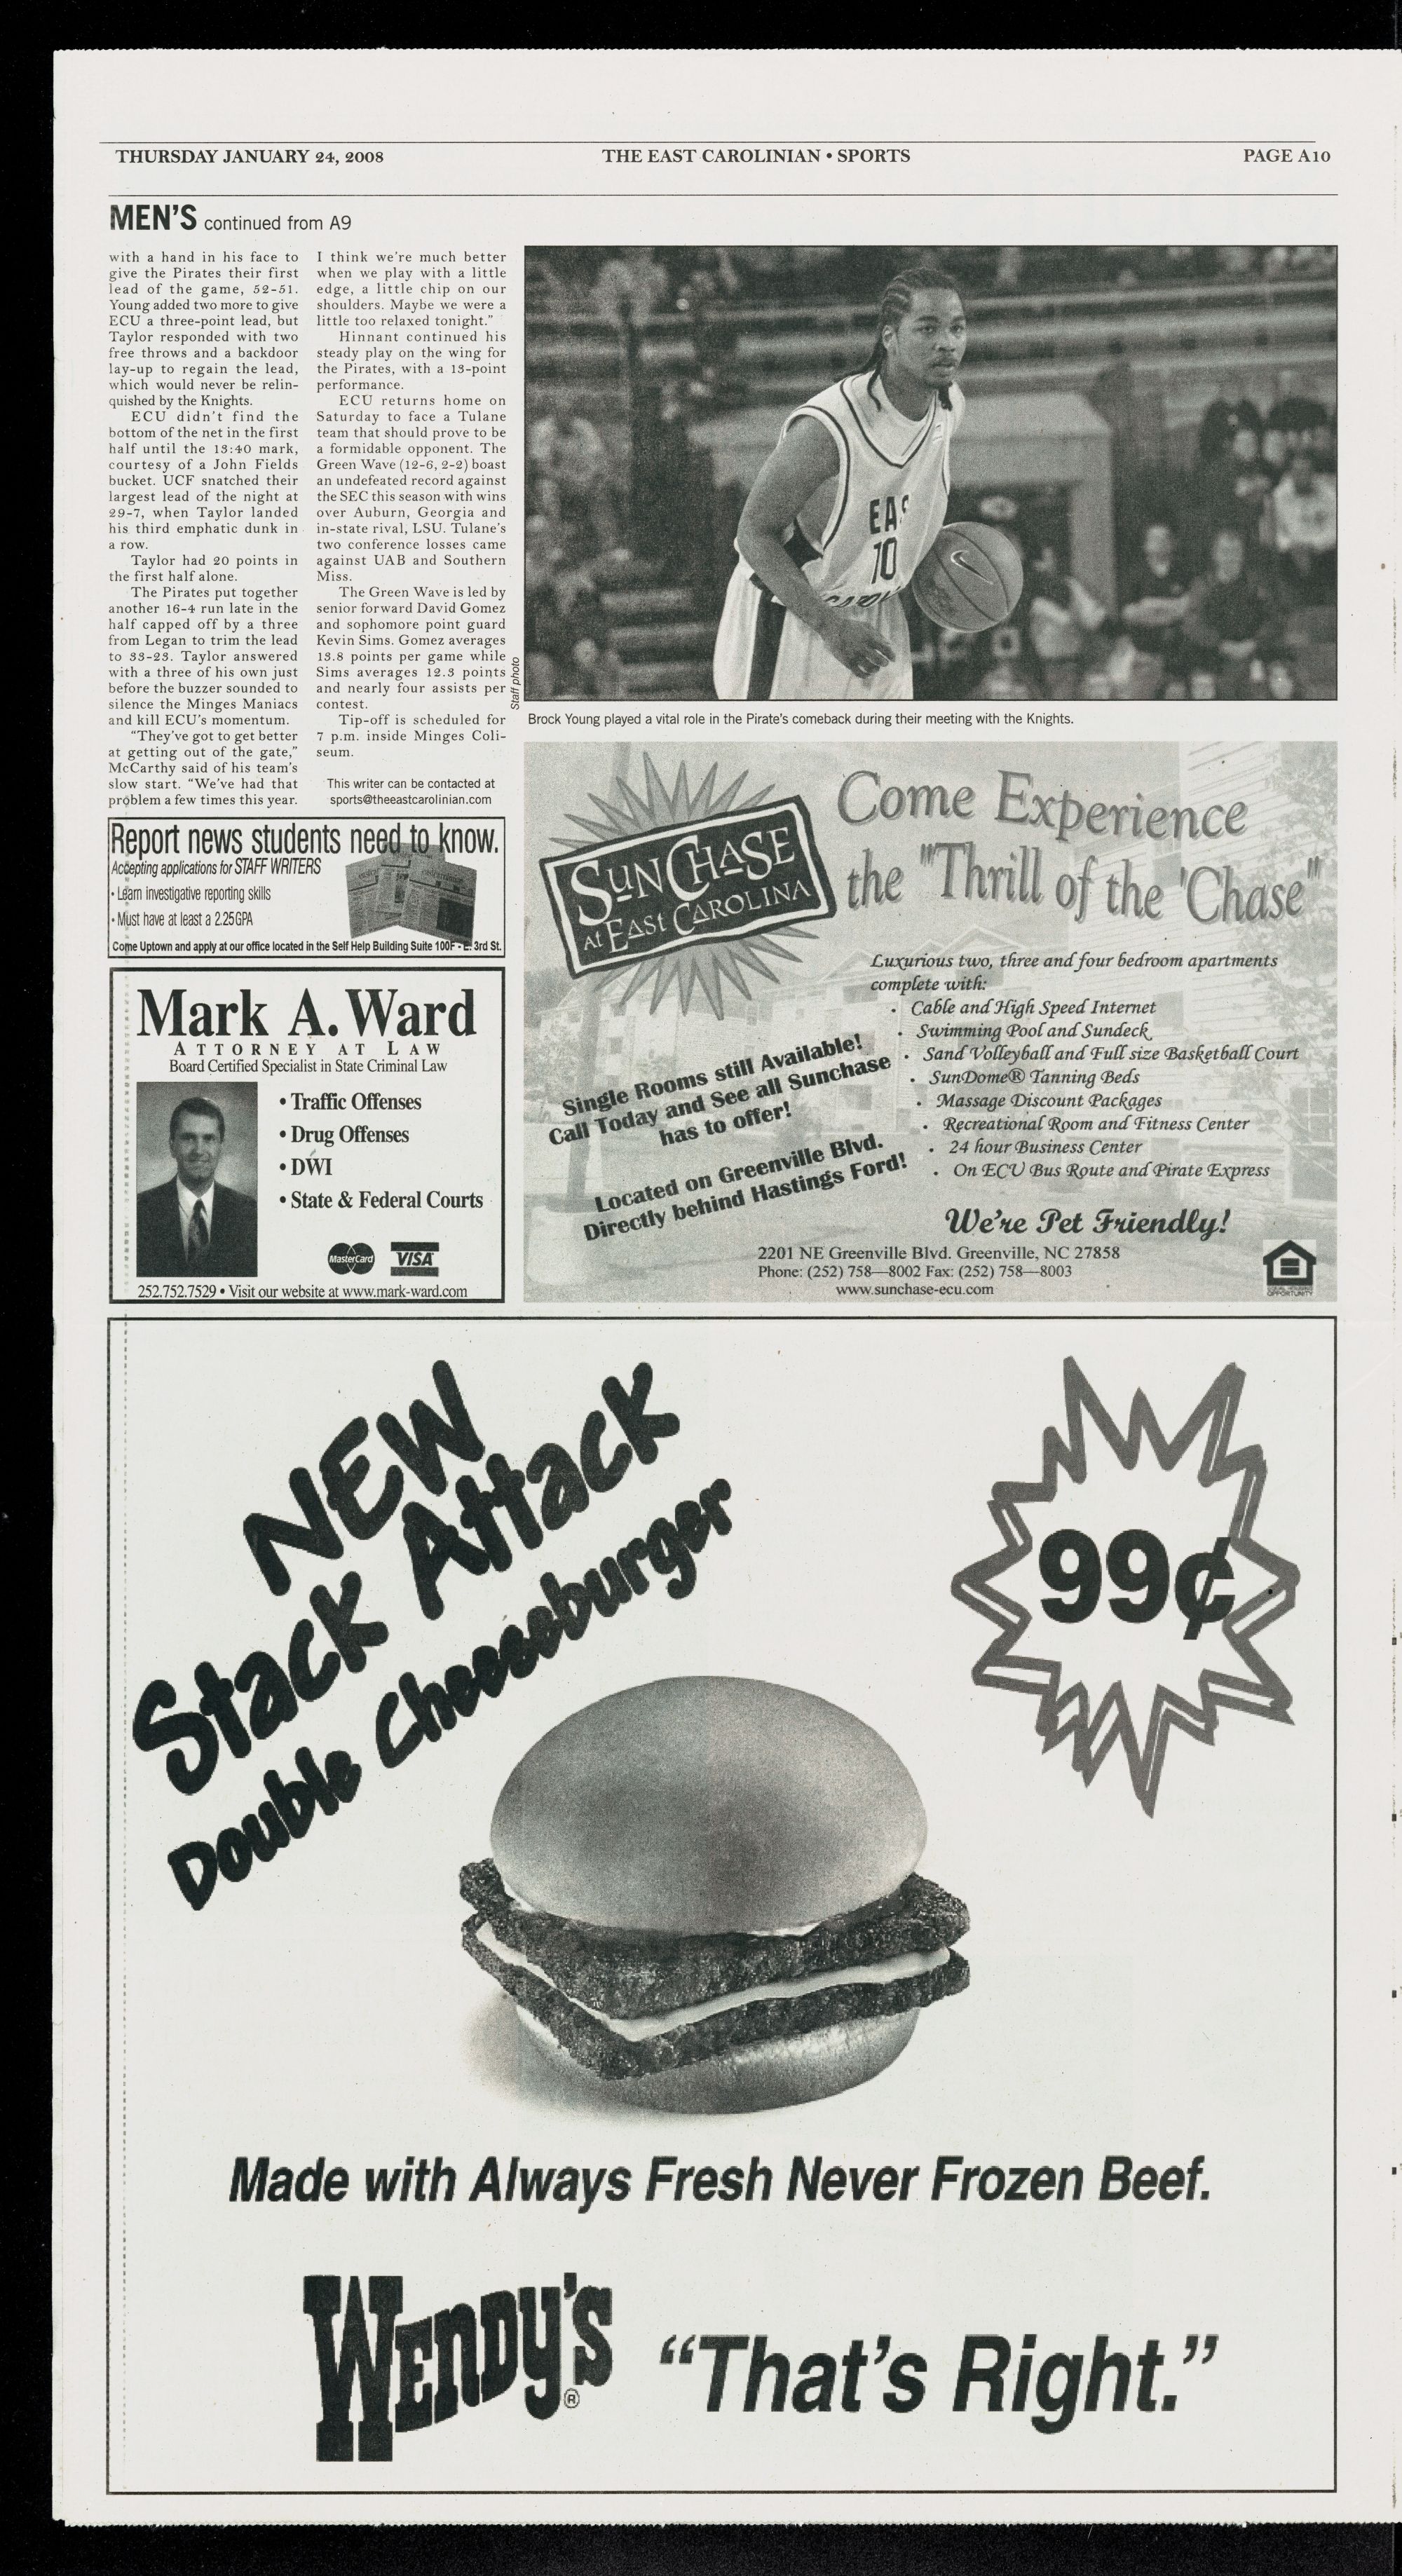 THURSDAY JANUARY 24, 2008
THE EAST CAROLINIAN • SPORTS
PAGE A10
MEN'S continued from A9
with a hand in his face to
give the Pirates their first
lead of the game, 52-51.
Young added two more to give
ECU a three-point lead, but
Taylor responded with two
free throws and a backdoor
lay-up to regain the lead,
which would never be relin-
quished by the Knights.
ECU didn't find the
bottom of the net in the first
half until the 13:40 mark,
courtesy of a John Fields
bucket. UCF snatched their
largest lead of the night at
29-7, when Taylor landed
his third emphatic dunk in
a row.
Taylor had 20 points in
the first half alone.
The Pirates put together
another 16-4 run late in the
half capped off by a three
from Legan to trim the lead
to 33-23. Taylor answered
with a three of his own just
before the buzzer sounded to
silence the Minges Maniacs
and kill ECU's momentum.
"They've got to get better
at getting out of the gate,"
McCarthy said of his team's
slow start. "We've had that
problem a few times this year.
I think we're much better
when we play with a little
edge, a little chip on our
shoulders. Maybe we were a
little too relaxed tonight."
Hinnant continued his
steady play on the wing for
the Pirates, with a 13-point
performance.
ECU returns home on
Saturday to face a Tulane
team that should prove to be
a formidable opponent. The
Green Wave (12-6, 2-2) boast
an undefeated record against
the SEC this season with wins
over Auburn, Georgia and
in-state rival, LSU. Tulane's
two conference losses came
against UAB and Southern
Miss.
The Green Wave is led by
senior forward David Gomez
and sophomore point guard
Kevin Sims. Gomez averages
13.8 points per game while
Sims averages 12.3 points
and nearly four assists per
contest.
Tip-off is scheduled for
7 p.m. inside Minges Coli-
seum.
This writer can be contacted at
sports@theeastcarolinian.com
EAS
10
Staff photo
Brock Young played a vital role in the Pirate's comeback during their meeting with the Knights.
Report news students need to know.
Accepting applications for STAFF WRITERS
• Learn investigative reporting skills
• Must have at least a 2.25GPA
Come Uptown and apply at our office located in the Self Help Building Suite 100F - E. 3rd St.
Mark A. Ward
ATTORNEY AT LAW
Board Certified Specialist in State Criminal Law
• Traffic Offenses
• Drug Offenses
• DWI
• State & Federal Courts
MasterCard
VISA
252.752.7529 • Visit our website at www.mark-ward.com
SUNCHASE
At EAST CAROLINA
Come Experience
the "Thrill of the 'Chase"
Luxurious two, three and four bedroom apartments
complete with:
• Cable and High Speed Internet
• Swimming Pool and Sundeck
• Sand Volleyball and Full size Basketball Court
• SunDome® Tanning Beds
• Massage Discount Packages
• Recreational Room and Fitness Center
• 24 hour Business Center
• On ECU Bus Route and Pirate Express
Single Rooms still Available!
Call Today and See all Sunchase
has to offer!
Located on Greenville Blvd.
Directly behind Hastings Ford!
We're Pet Friendly!
2201 NE Greenville Blvd. Greenville, NC 27858
Phone: (252) 758—8002 Fax: (252) 758—8003
www.sunchase-ecu.com
EQUAL HOUSING
OPPORTUNITY
NEW
Stack Attack
Double Cheeseburger
99¢
Made with Always Fresh Never Frozen Beef.
WENDY'S®
"That's Right."